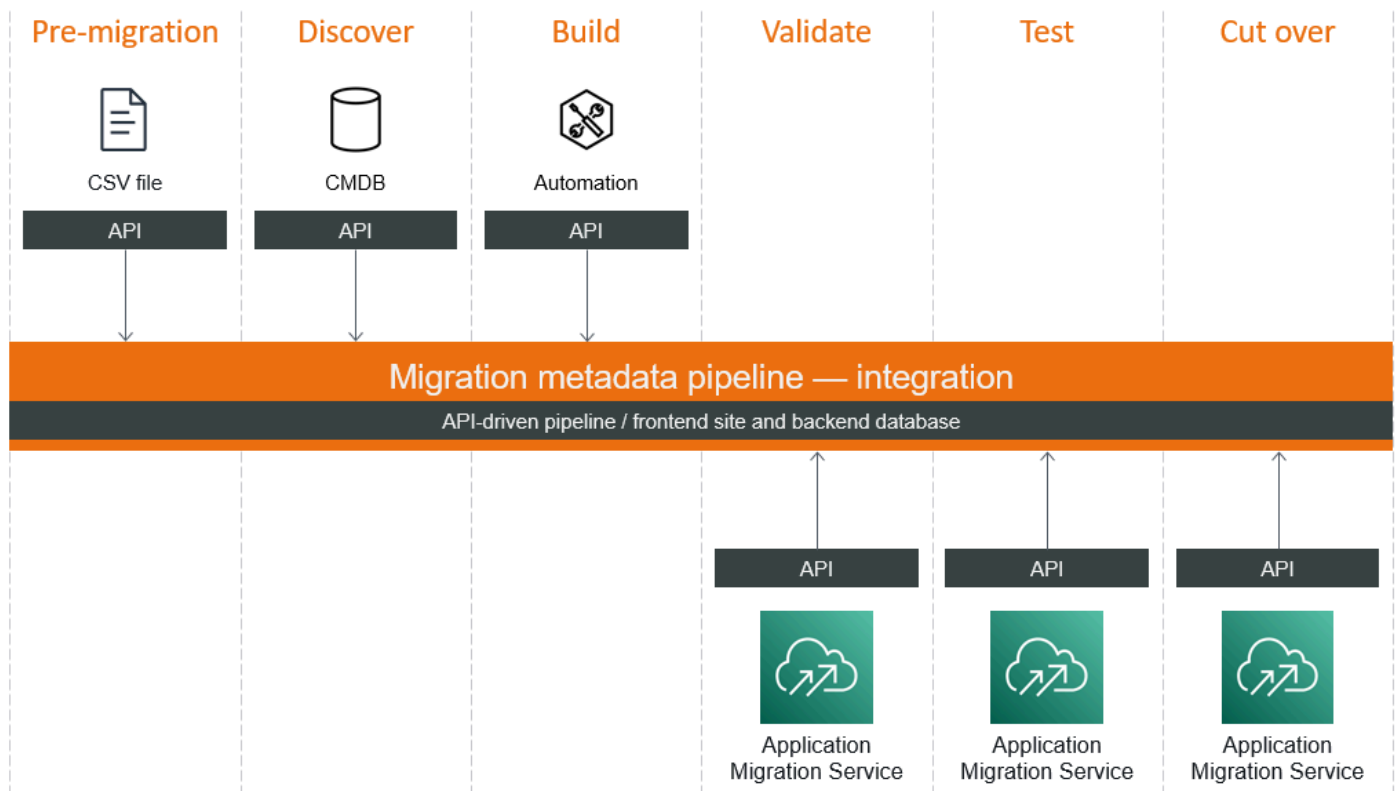 Pre-migration
Discover
Build
Validate
Test
Cut over
CSV file
CMDB
Automation
API
API
API
Migration metadata pipeline — integration
API-driven pipeline / frontend site and backend database
API
API
API
Application
Migration Service
Application
Migration Service
Application
Migration Service